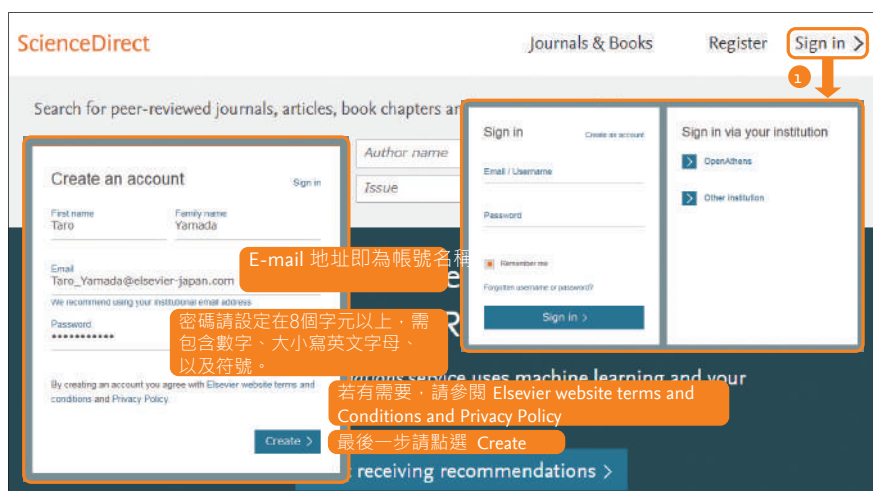 ScienceDirect
Journals & Books
Register
Sign in >
1
Search for peer-reviewed journals, articles, book chapters
Author name
Issue
Create an account
Sign in
First name
Family name
Taro
Yamada
Email
Taro_Yamada@elsevier-japan.com
We recommend using your institutional email address
Password
•••••••••••
By creating an account you agree with Elsevier website terms and
conditions and Privacy Policy.
Create >
E-mail 地址即為帳號名稱
密碼請設定在8個字元以上，需
包含數字、大小寫英文字母、
以及符號。
若有需要，請參閱 Elsevier website terms and
Conditions and Privacy Policy
最後一步請點選 Create
Sign in
Create an account
Email / Username
Password
Remember me
Forgotten username or password?
Sign in >
Sign in via your institution
OpenAthens
Other institution
service uses machine learning and your
receiving recommendations >